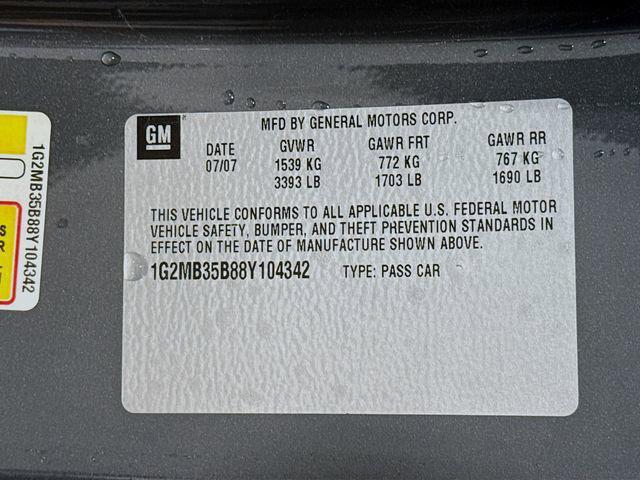 GM
MFD BY GENERAL MOTORS CORP.
DATE GVWR GAWR FRT GAWR RR
07/07 1539 KG 772 KG 767 KG
3393 LB 1703 LB 1690 LB
THIS VEHICLE CONFORMS TO ALL APPLICABLE U.S. FEDERAL MOTOR
VEHICLE SAFETY, BUMPER, AND THEFT PREVENTION STANDARDS IN
EFFECT ON THE DATE OF MANUFACTURE SHOWN ABOVE.
1G2MB35B88Y104342 TYPE: PASS CAR
1G2MB35B88Y104342
S
R